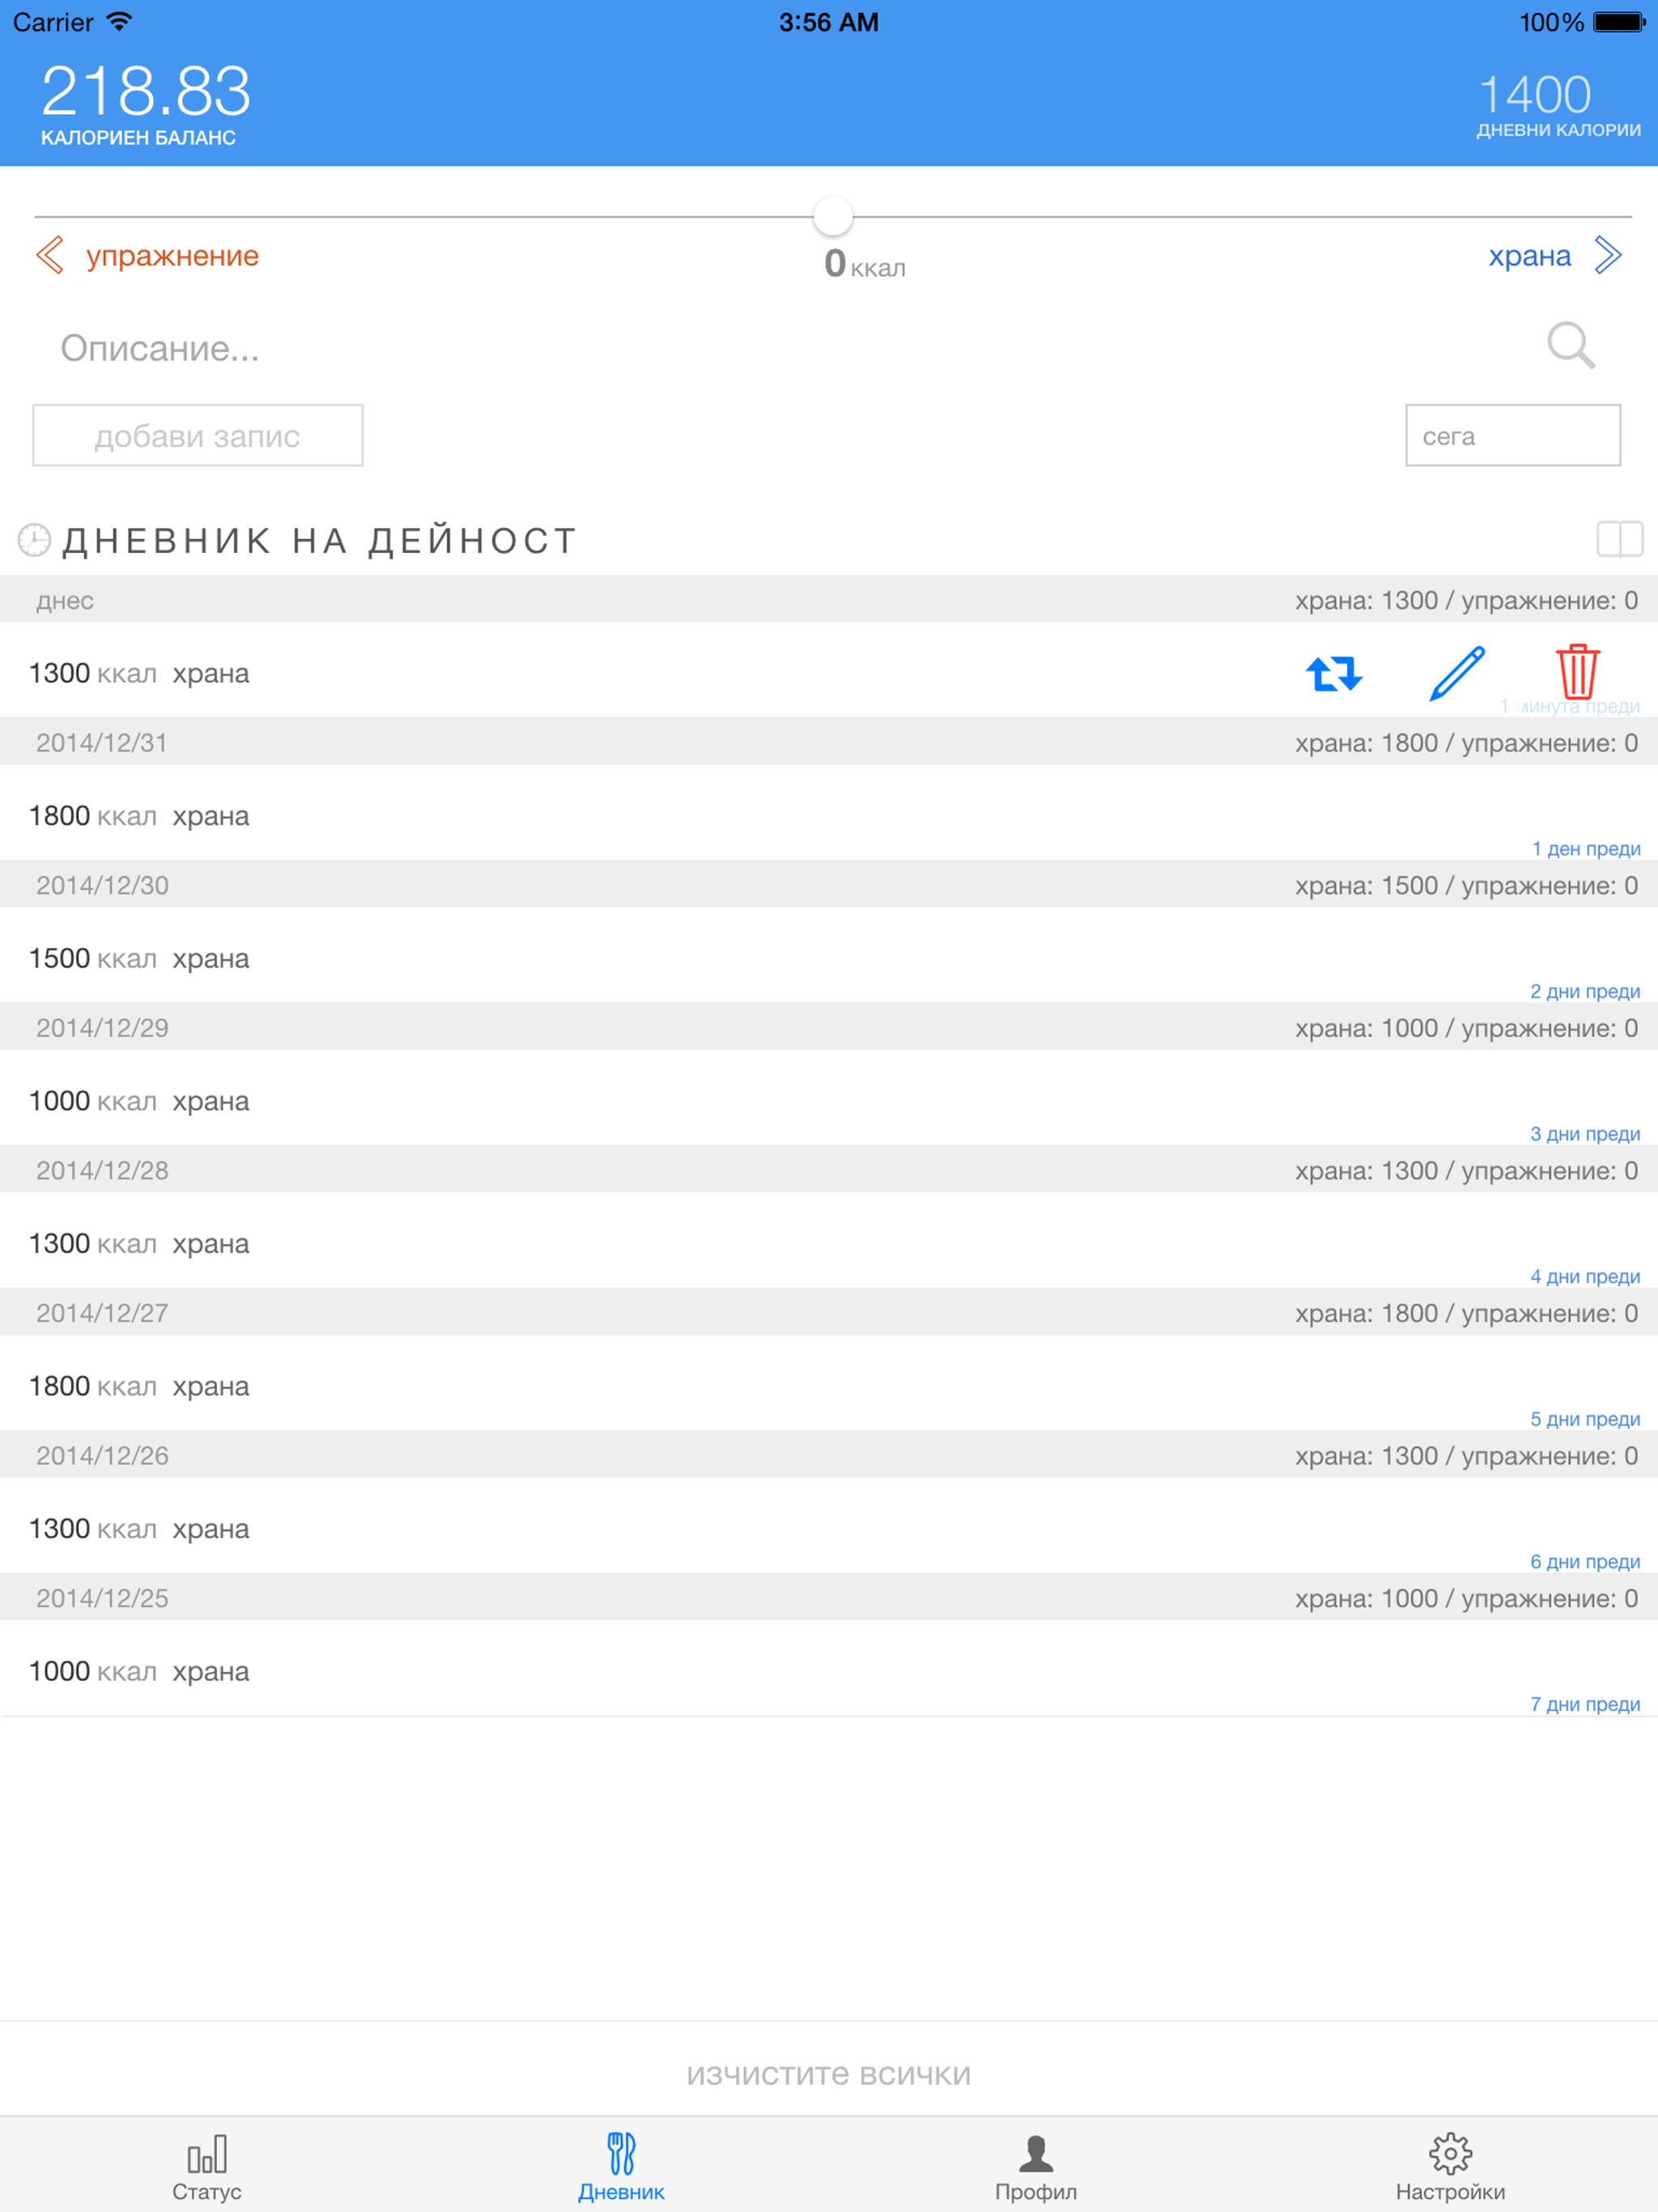 Carrier 3:56 AM 100%
218.83 1400
КАЛОРИЕН БАЛАНС ДНЕВНИ КАЛОРИИ
упражнение 0 ккал храна
Описание...
добави запис сега
ДНЕВНИК НА ДЕЙНОСТ
днес храна: 1300 / упражнение: 0
1300 ккал храна
1 минута преди
2014/12/31 храна: 1800 / упражнение: 0
1800 ккал храна
1 ден преди
2014/12/30 храна: 1500 / упражнение: 0
1500 ккал храна
2 дни преди
2014/12/29 храна: 1000 / упражнение: 0
1000 ккал храна
3 дни преди
2014/12/28 храна: 1300 / упражнение: 0
1300 ккал храна
4 дни преди
2014/12/27 храна: 1800 / упражнение: 0
1800 ккал храна
5 дни преди
2014/12/26 храна: 1300 / упражнение: 0
1300 ккал храна
6 дни преди
2014/12/25 храна: 1000 / упражнение: 0
1000 ккал храна
7 дни преди
изчистите всички
Статус Дневник Профил Настройки